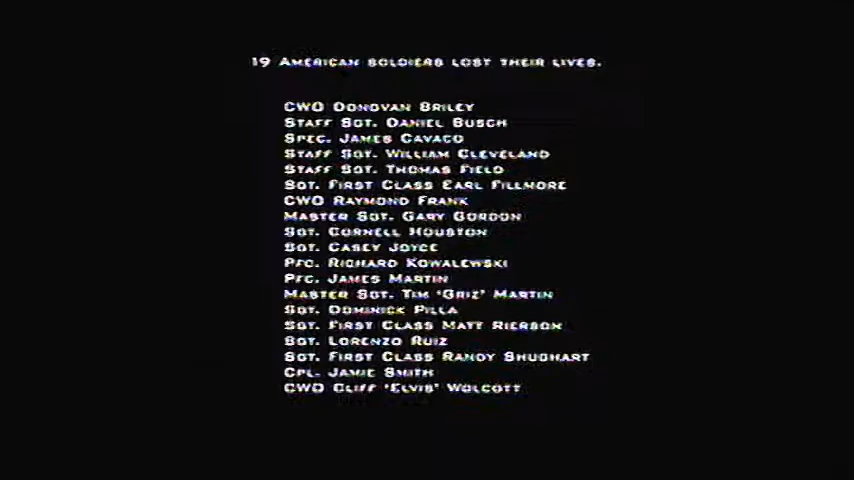 19 American soldiers lost their lives.
CWO Donovan Briley
Staff Sgt. Daniel Busch
Spec. James Cavaco
Staff Sgt. William Cleveland
Staff Sgt. Thomas Field
Sgt. First Class Earl Fillmore
CWO Raymond Frank
Master Sgt. Gary Gordon
Sgt. Cornell Houston
Sgt. Casey Joyce
Pfc. Richard Kowalewski
Pfc. James Martin
Master Sgt. Tim 'Griz' Martin
Sgt. Dominick Pilla
Sgt. First Class Matt Rierson
Sgt. Lorenzo Ruiz
Sgt. First Class Randy Shughart
Cpl. Jamie Smith
CWO Cliff 'Elvis' Wolcott